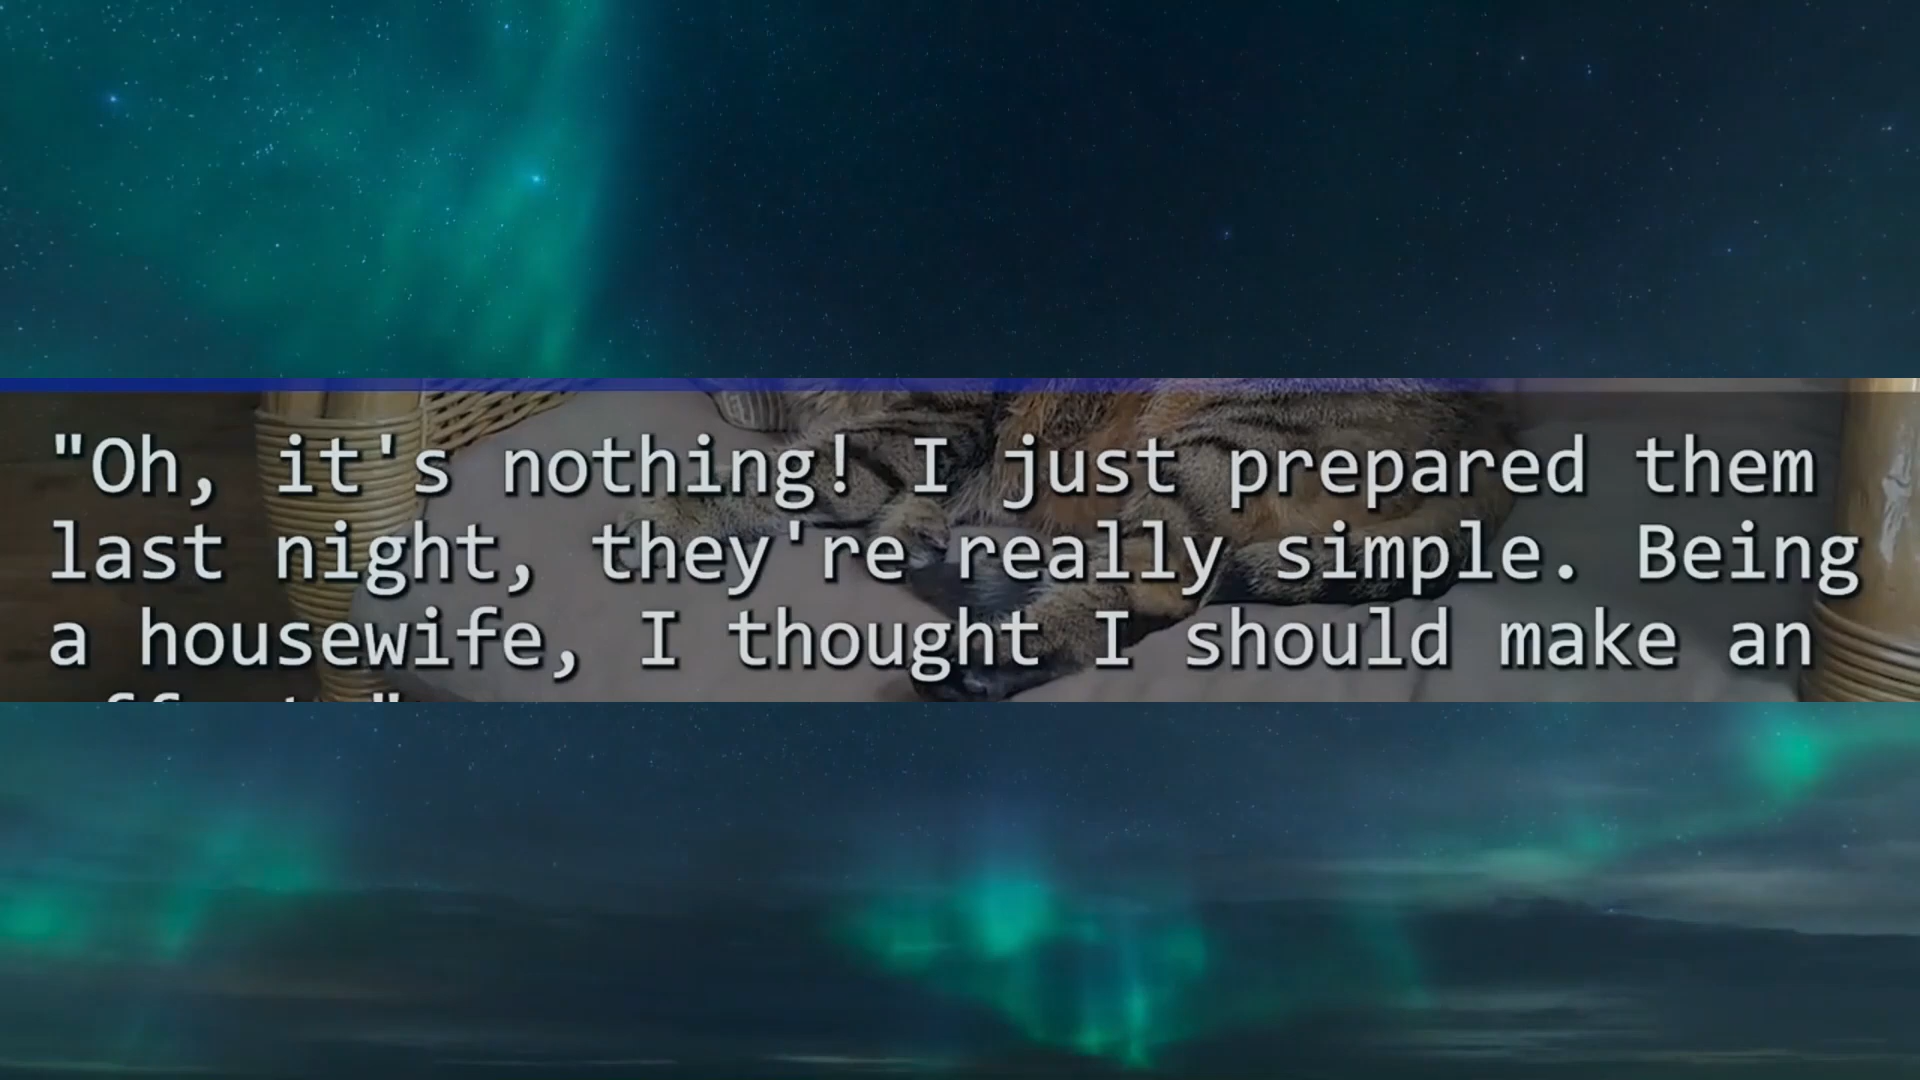 "Oh, it's nothing! I just prepared them
last night, they're really simple. Being
a housewife, I thought I should make an